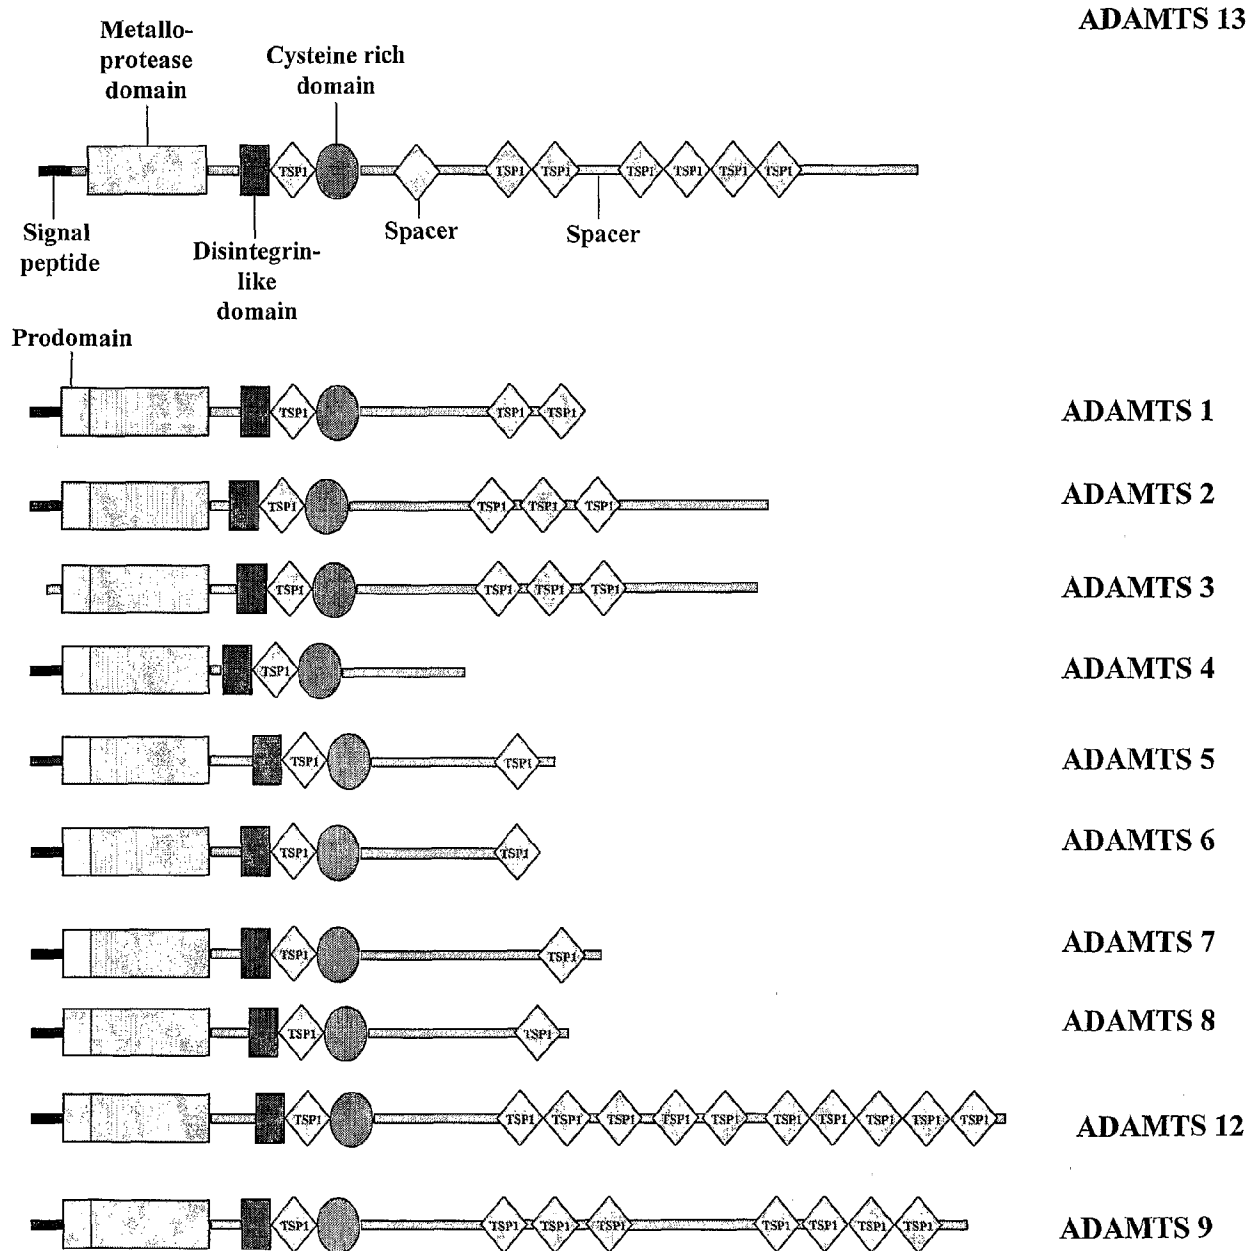 ADAMTS 13
Metallo-
protease
domain
Cysteine rich
domain
TSP1
TSP1
TSP1
TSP1
TSP1
TSP1
TSP1
Signal
peptide
Disintegrin-
like
domain
Spacer
Spacer
Prodomain
TSP1
TSP1
TSP1
ADAMTS 1
TSP1
TSP1
TSP1
TSP1
ADAMTS 2
TSP1
TSP1
TSP1
TSP1
ADAMTS 3
TSP1
ADAMTS 4
TSP1
TSP1
ADAMTS 5
TSP1
TSP1
ADAMTS 6
TSP1
TSP1
ADAMTS 7
TSP1
TSP1
ADAMTS 8
TSP1
TSP1
TSP1
TSP1
TSP1
TSP1
TSP1
TSP1
TSP1
TSP1
TSP1
ADAMTS 12
TSP1
TSP1
TSP1
TSP1
TSP1
TSP1
TSP1
TSP1
ADAMTS 9